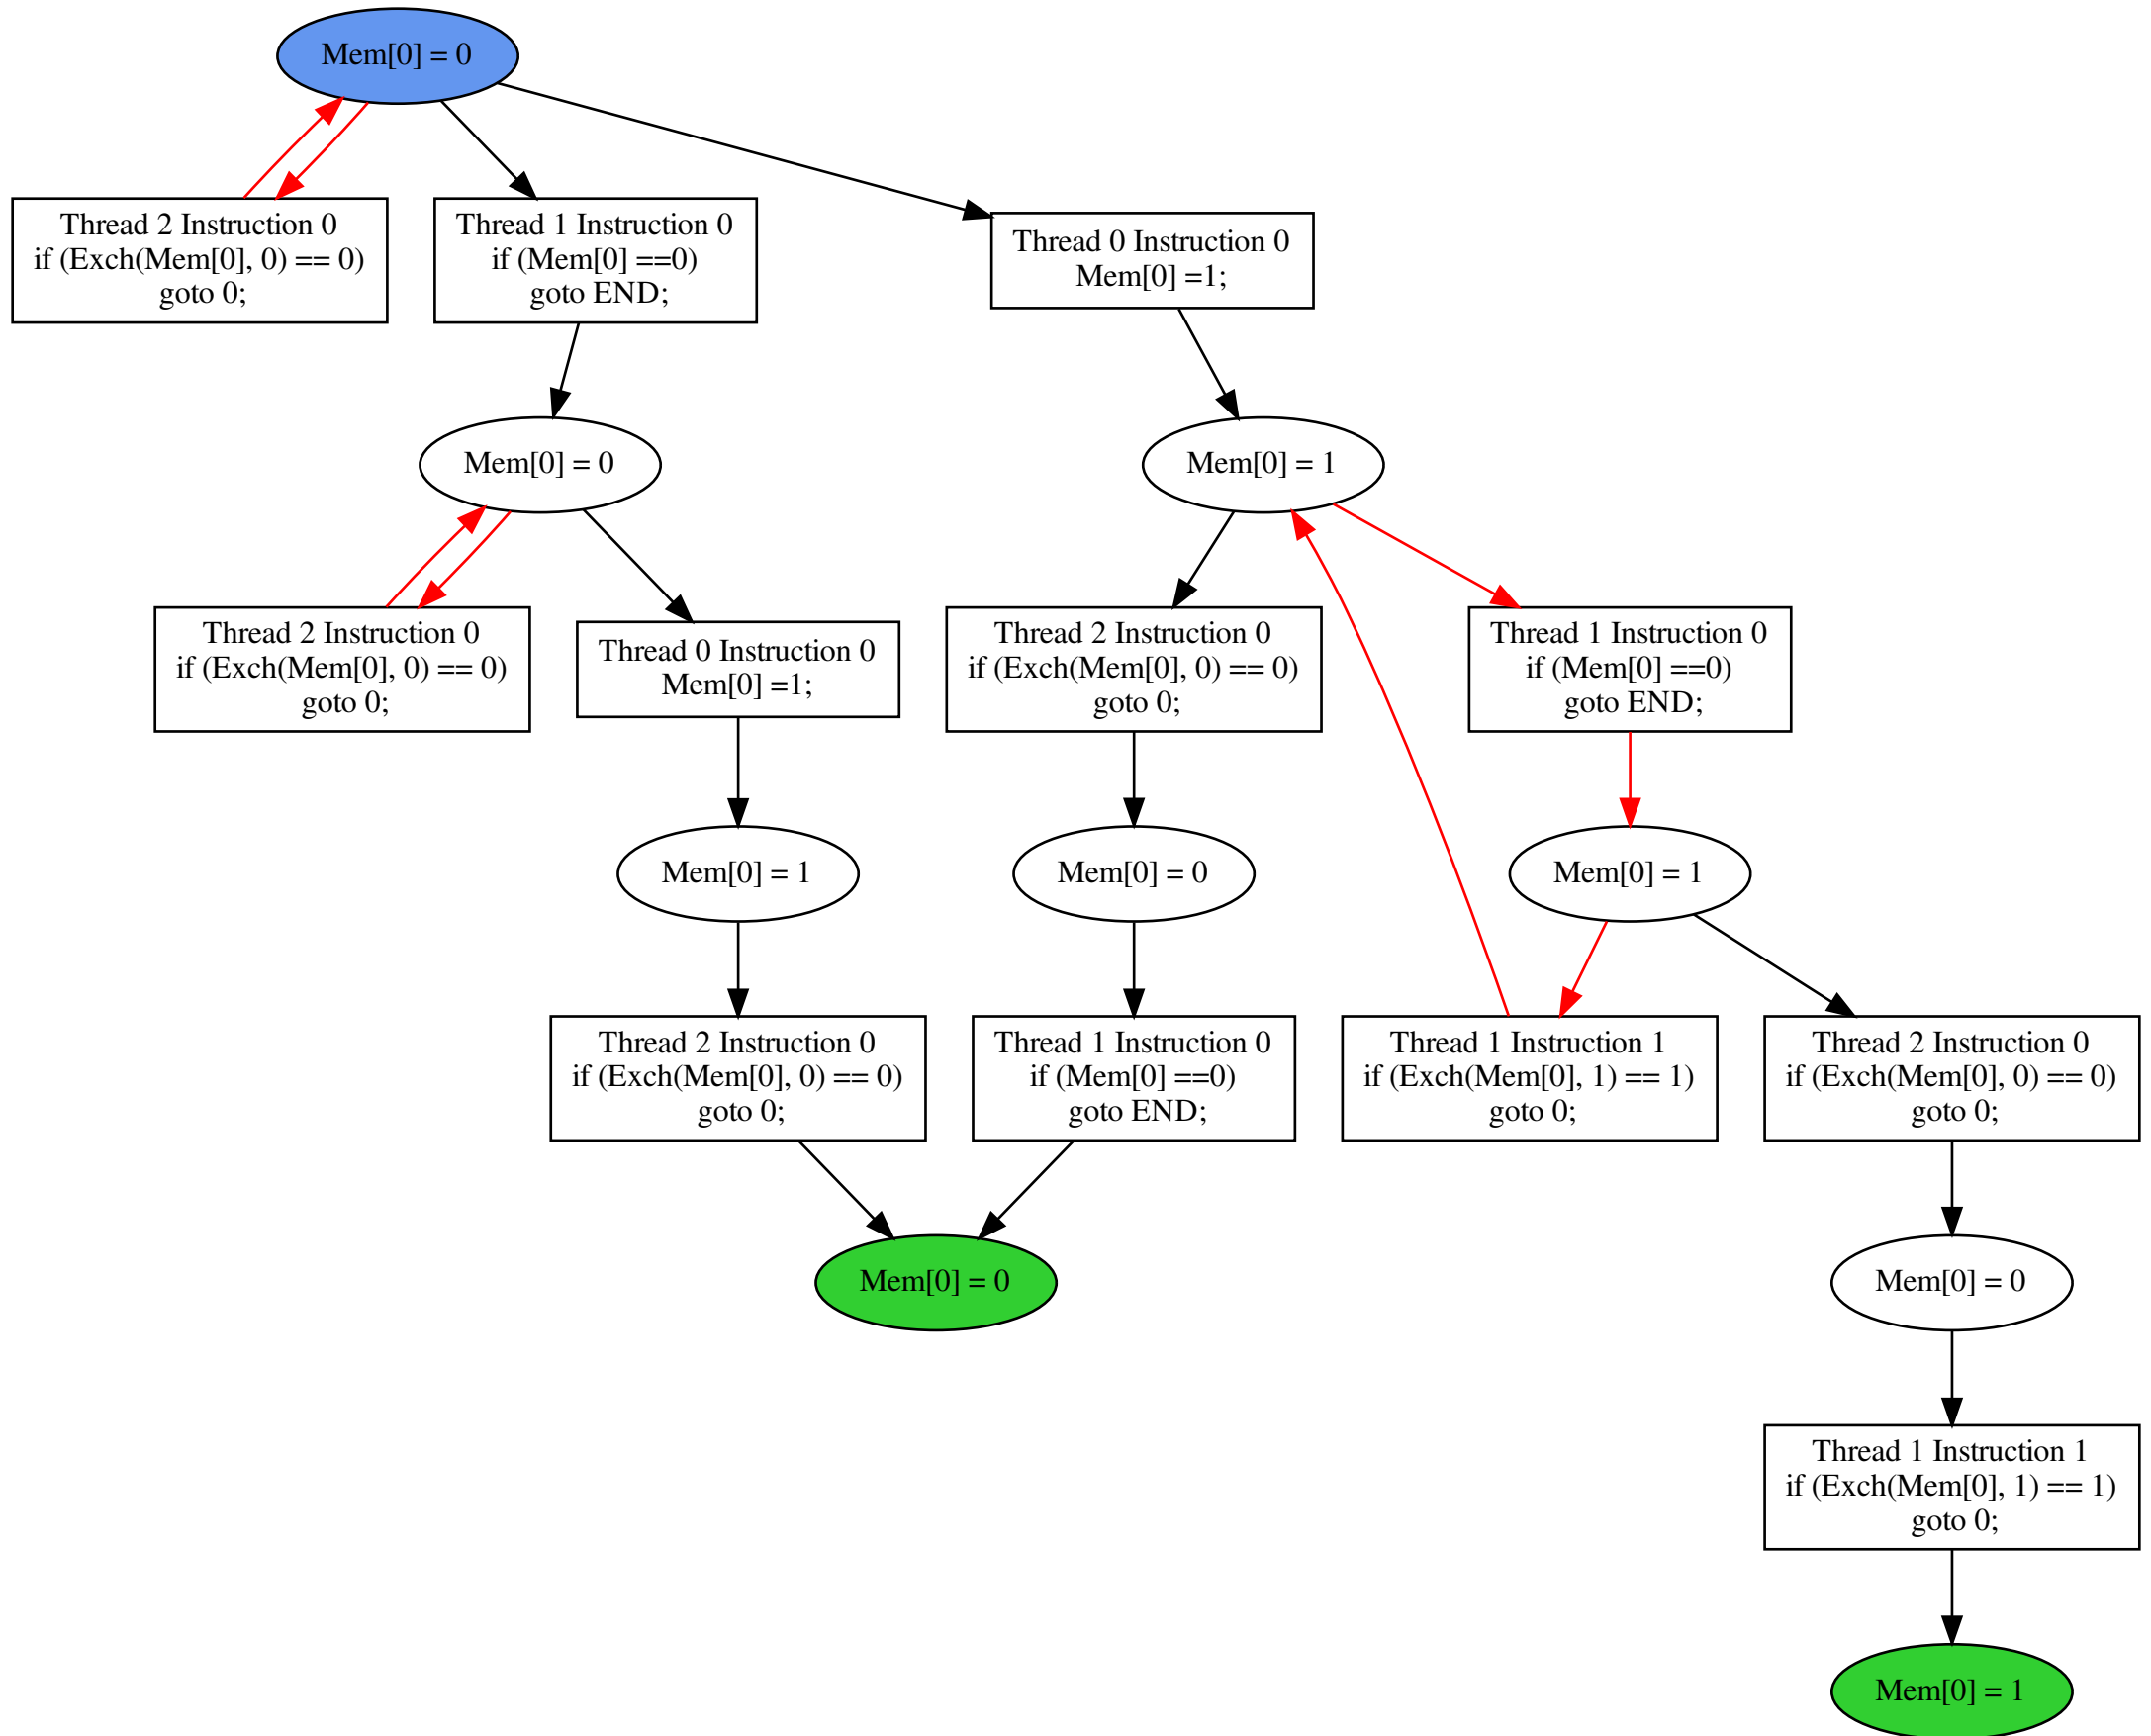 Mem[0] = 0
Thread 2 Instruction 0
if (Exch(Mem[0], 0) == 0)
goto 0;
Thread 1 Instruction 0
if (Mem[0] ==0)
goto END;
Thread 0 Instruction 0
Mem[0] =1;
Mem[0] = 0
Mem[0] = 1
Thread 2 Instruction 0
if (Exch(Mem[0], 0) == 0)
goto 0;
Thread 0 Instruction 0
Mem[0] =1;
Thread 2 Instruction 0
if (Exch(Mem[0], 0) == 0)
goto 0;
Thread 1 Instruction 0
if (Mem[0] ==0)
goto END;
Mem[0] = 1
Mem[0] = 0
Mem[0] = 1
Thread 2 Instruction 0
if (Exch(Mem[0], 0) == 0)
goto 0;
Thread 1 Instruction 0
if (Mem[0] ==0)
goto END;
Thread 1 Instruction 1
if (Exch(Mem[0], 1) == 1)
goto 0;
Thread 2 Instruction 0
if (Exch(Mem[0], 0) == 0)
goto 0;
Mem[0] = 0
Mem[0] = 0
Thread 1 Instruction 1
if (Exch(Mem[0], 1) == 1)
goto 0;
Mem[0] = 1